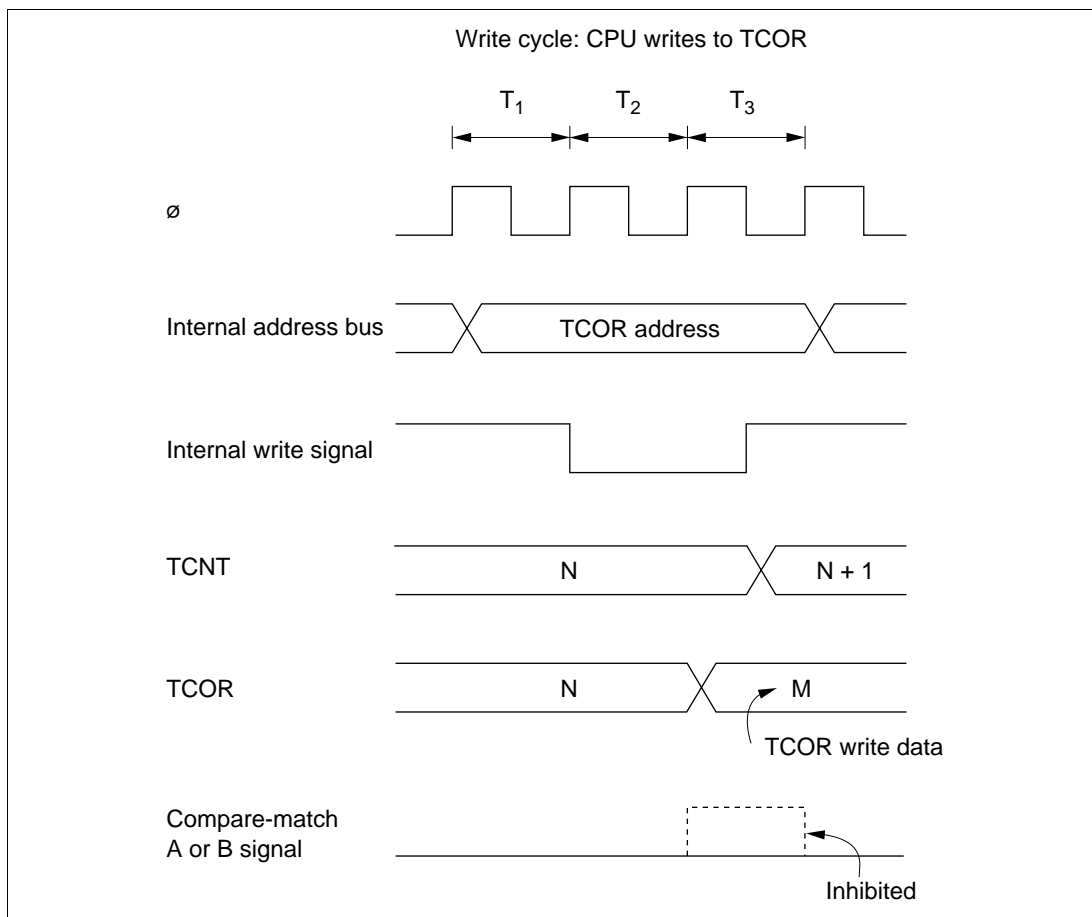 Write cycle: CPU writes to TCOR
T1 T2 T3
ø
Internal address bus
TCOR address
Internal write signal
TCNT
N
N + 1
TCOR
N
M
TCOR write data
Compare-match
A or B signal
Inhibited